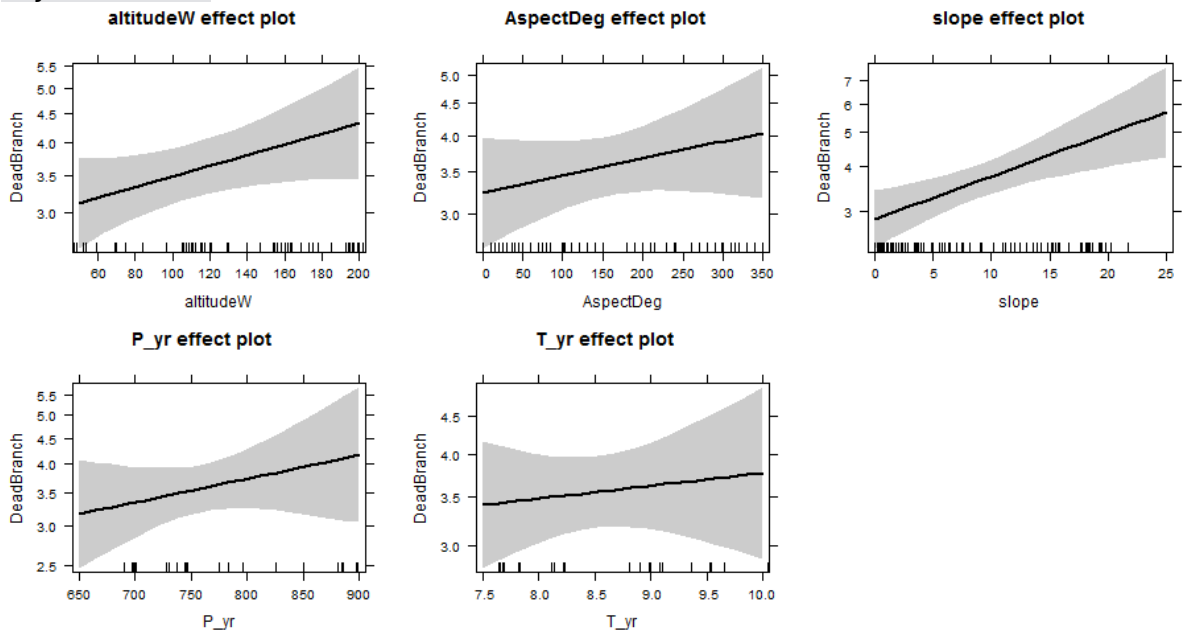 altitudeW effect plot
5.5
5.0
4.5
4.0
3.5
3.0
DeadBranch
60 80 100 120 140 160 180 200
altitudeW
AspectDeg effect plot
5.0
4.5
4.0
3.5
3.0
DeadBranch
0 50 100 150 200 250 300 350
AspectDeg
slope effect plot
7
6
5
4
3
DeadBranch
0 5 10 15 20 25
slope
P_yr effect plot
5.5
5.0
4.5
4.0
3.5
3.0
2.5
DeadBranch
650 700 750 800 850 900
P_yr
T_yr effect plot
4.5
4.0
3.5
3.0
DeadBranch
7.5 8.0 8.5 9.0 9.5 10.0
T_yr